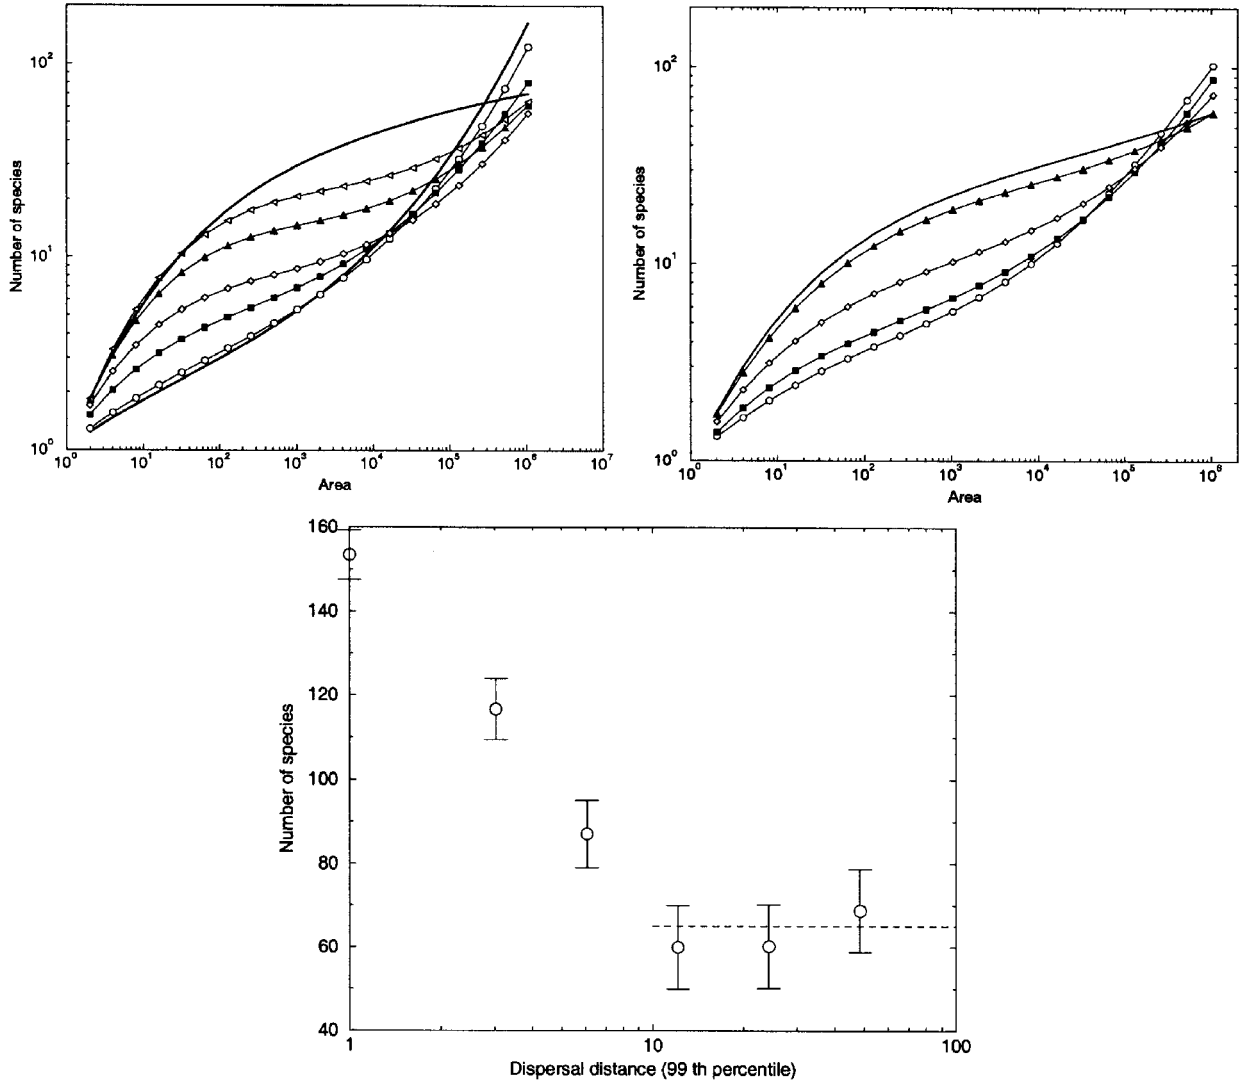 10²
10¹
10⁰
Number of species
10⁰ 10¹ 10² 10³ 10⁴ 10⁵ 10⁶ 10⁷
Area
10²
10¹
10⁰
Number of species
10⁰ 10¹ 10² 10³ 10⁴ 10⁵ 10⁶
Area
160
140
120
100
80
60
40
Number of species
1 10 100
Dispersal distance (99 th percentile)